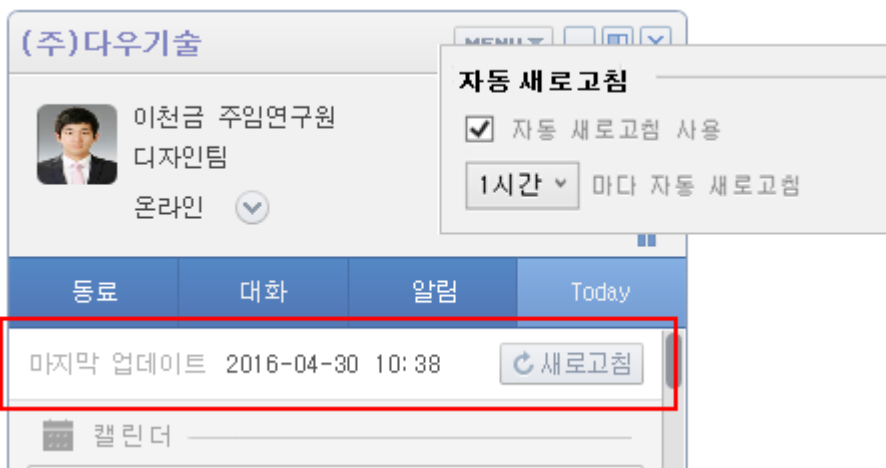 (주)다우기술
MENU
자동 새로고침
자동 새로고침 사용
1시간 마다 자동 새로고침
이천금 주임연구원
디자인팀
온라인
동료 대화 알림 Today
마지막 업데이트 2016-04-30 10:38 새로고침
캘린더